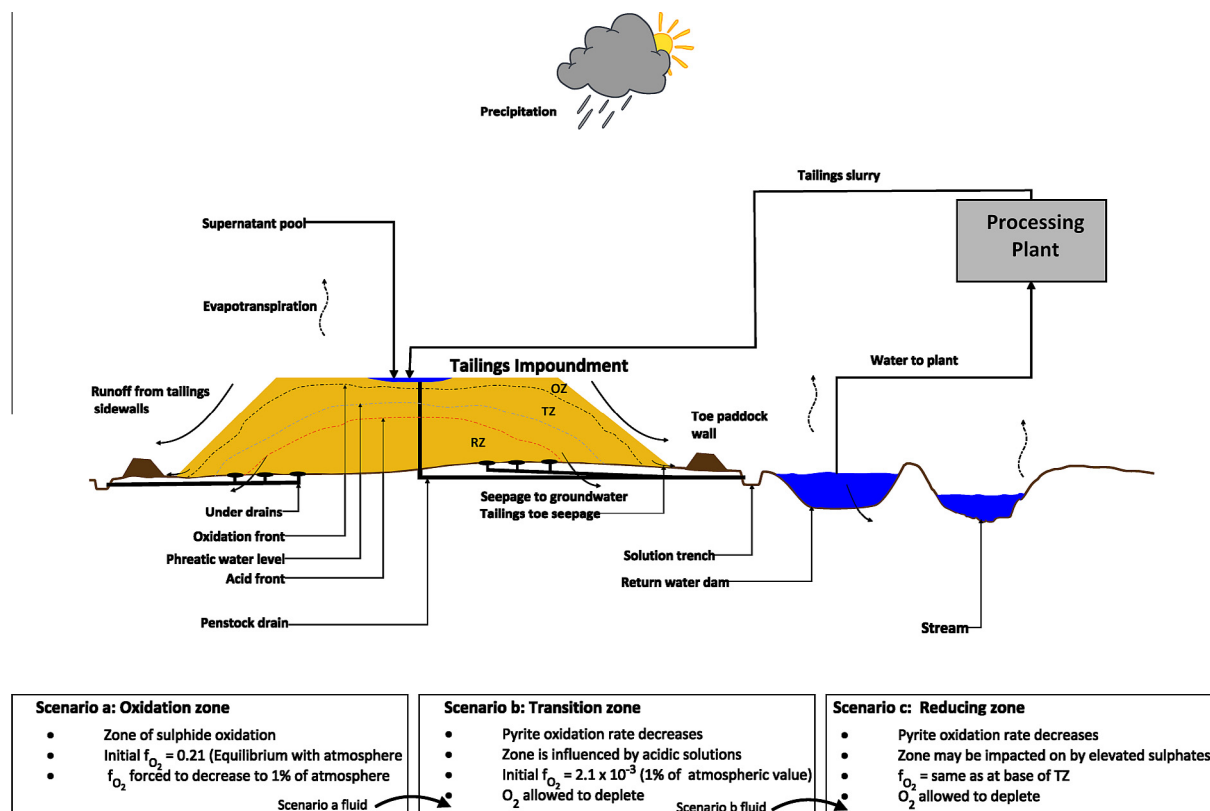 Precipitation
Tailings slurry
Processing
Plant
Supernatant pool
Evapotranspiration
Water to plant
Tailings Impoundment
Runoff from tailings
sidewalls
OZ
TZ
RZ
Toe paddock
wall
Seepage to groundwater
Under drains
Tailings toe seepage
Oxidation front
Phreatic water level
Solution trench
Acid front
Return water dam
Penstock drain
Stream
Scenario a: Oxidation zone
• Zone of sulphide oxidation
• Initial fO2 = 0.21 (Equilibrium with atmosphere
• fO2 forced to decrease to 1% of atmosphere
Scenario a fluid
Scenario b: Transition zone
• Pyrite oxidation rate decreases
• Zone is influenced by acidic solutions
• Initial fO2 = 2.1 x 10-3 (1% of atmospheric value)
• O2 allowed to deplete
Scenario b fluid
Scenario c: Reducing zone
• Pyrite oxidation rate decreases
• Zone may be impacted on by elevated sulphates
• fO2 = same as at base of TZ
• O2 allowed to deplete